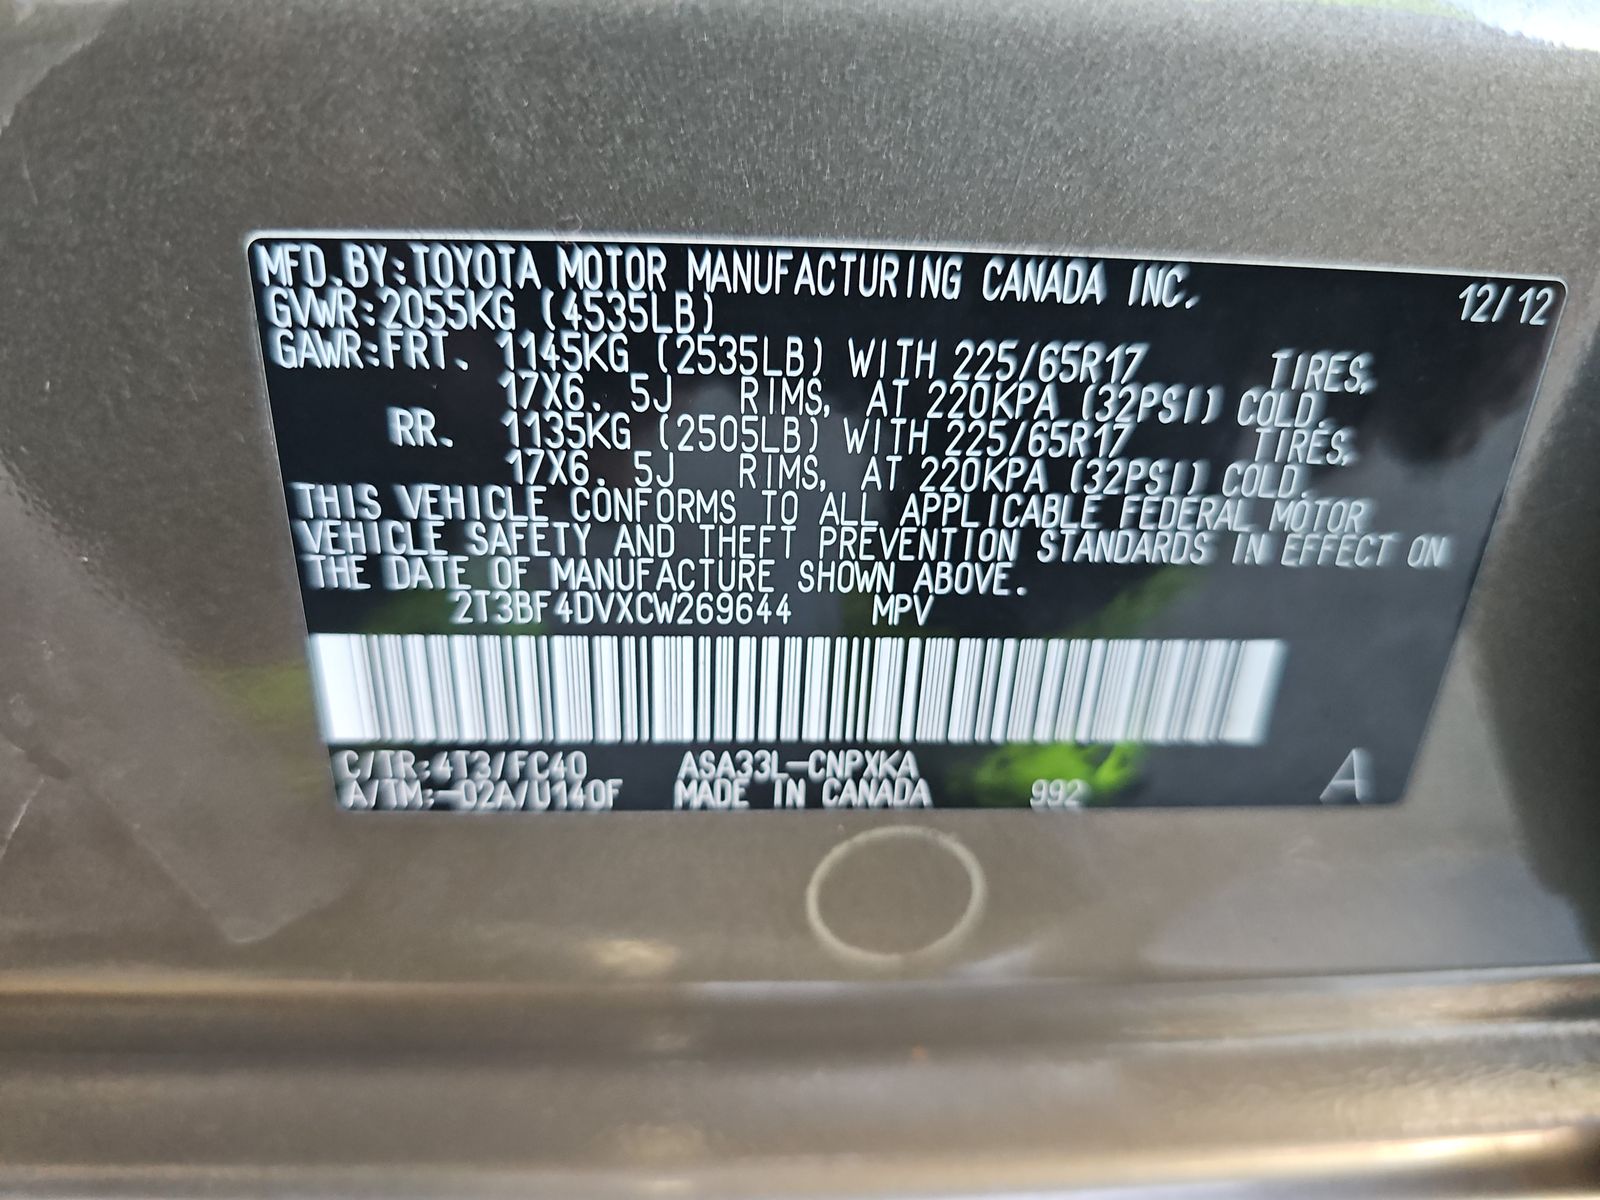 MFD.BY:TOYOTA MOTOR MANUFACTURING CANADA INC. 12/12
GVWR:2055KG (4535LB)
GAWR:FRT. 1145KG (2535LB) WITH 225/65R17 TIRES,
17X6.5J RIMS, AT 220KPA (32PSI) COLD.
RR. 1135KG (2505LB) WITH 225/65R17 TIRES,
17X6.5J RIMS, AT 220KPA (32PSI) COLD.
THIS VEHICLE CONFORMS TO ALL APPLICABLE FEDERAL MOTOR
VEHICLE SAFETY AND THEFT PREVENTION STANDARDS IN EFFECT ON
THE DATE OF MANUFACTURE SHOWN ABOVE.
2T3BF4DVXCW269644 MPV
C/TR:4T3/FC40 ASA33L-CNPXKA A
A/TM:-02A/U140F MADE IN CANADA 992